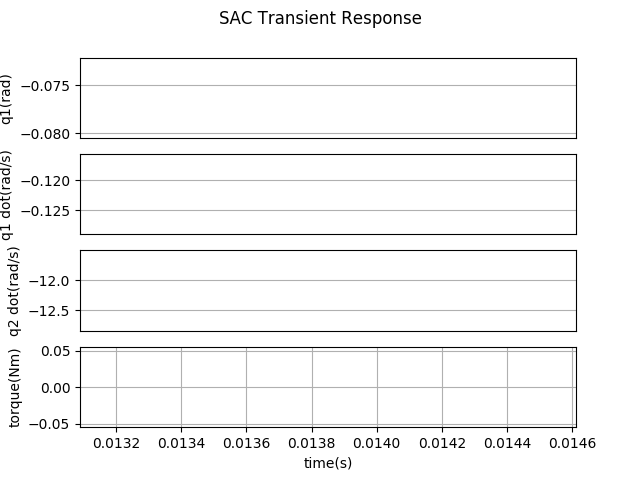 SAC Transient Response
q1(rad)
−0.075
−0.080
q1 dot(rad/s)
−0.120
−0.125
q2 dot(rad/s)
−12.0
−12.5
torque(Nm)
0.05
0.00
−0.05
0.0132 0.0134 0.0136 0.0138 0.0140 0.0142 0.0144 0.0146
time(s)